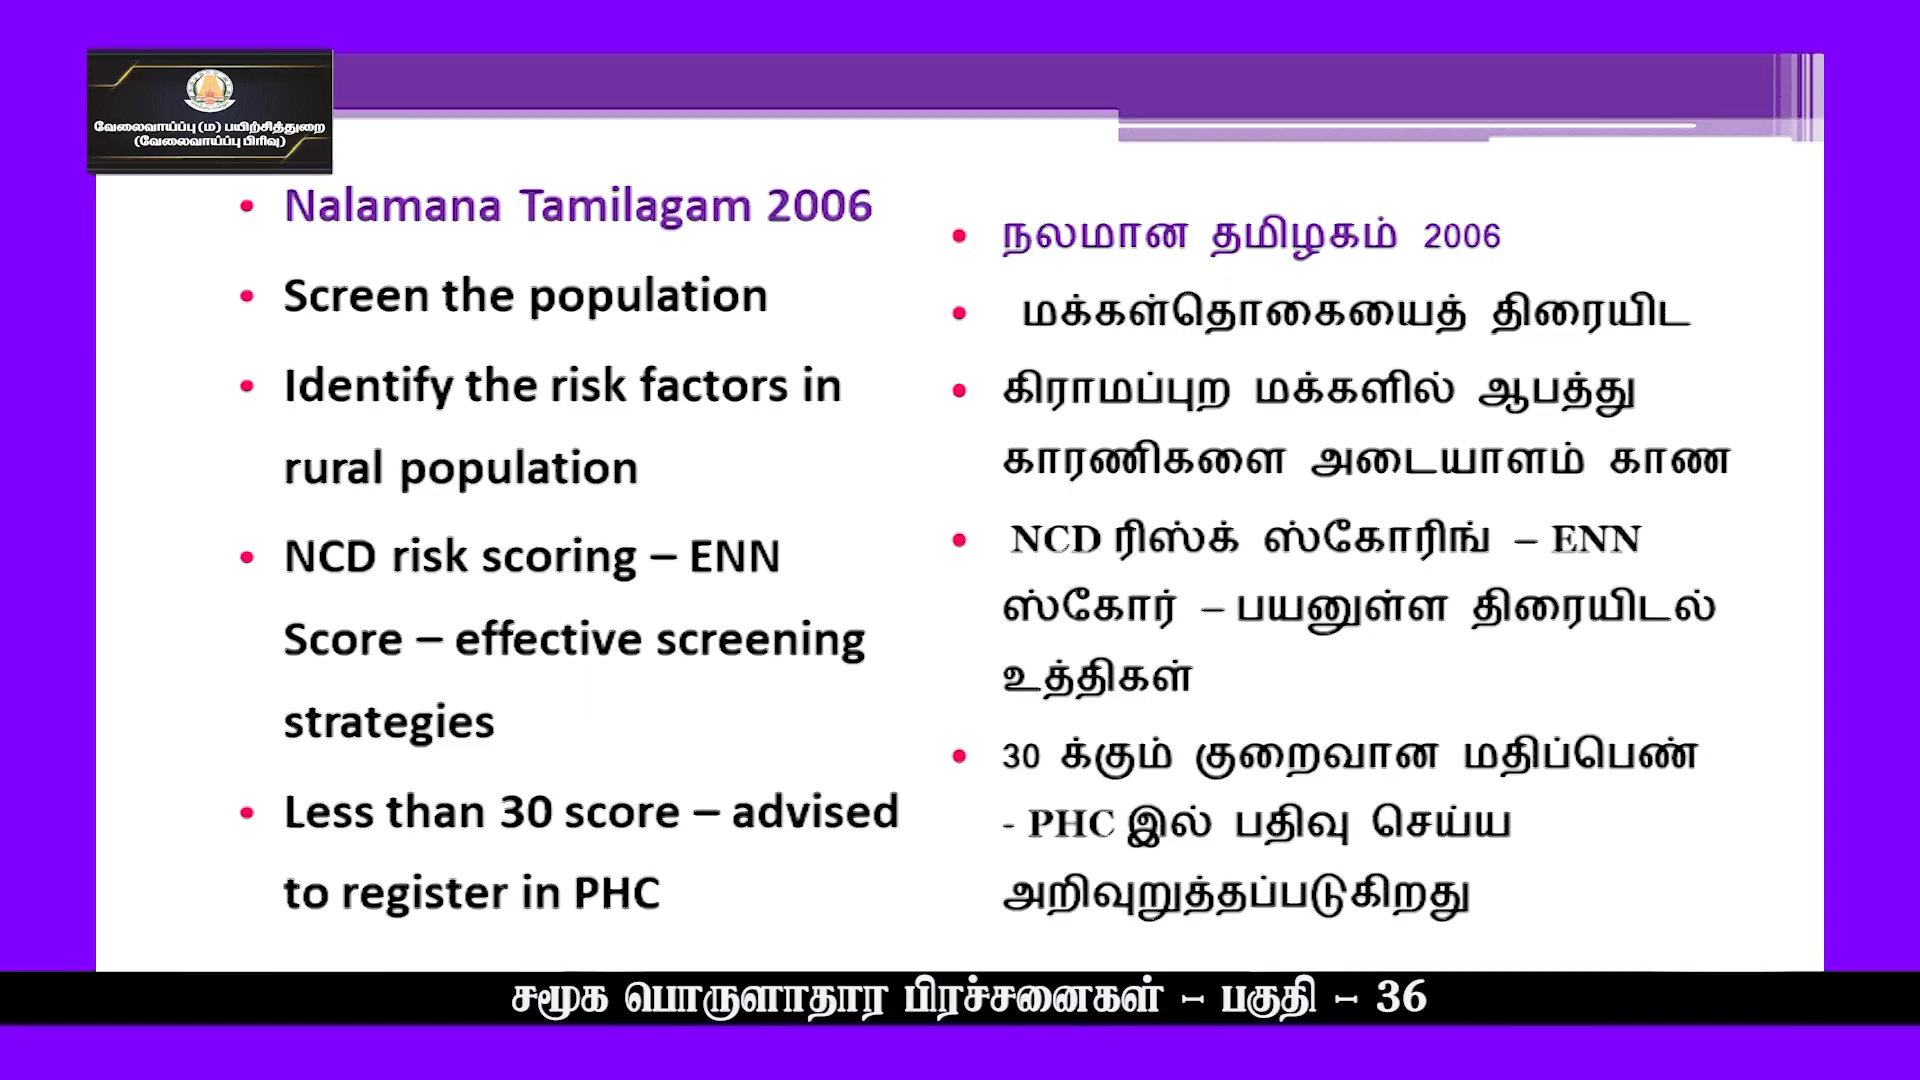 வேலைவாய்ப்பு (ம) பயிற்சித்துறை
(வேலைவாய்ப்பு பிரிவு)
• Nalamana Tamilagam 2006
• Screen the population
• Identify the risk factors in
rural population
• NCD risk scoring – ENN
Score – effective screening
strategies
• Less than 30 score – advised
to register in PHC
• நலமான தமிழகம் 2006
• மக்கள்தொகையைத் திரையிட
• கிராமப்புற மக்களில் ஆபத்து
காரணிகளை அடையாளம் காண
• NCD ரிஸ்க் ஸ்கோரிங் – ENN
ஸ்கோர் – பயனுள்ள திரையிடல்
உத்திகள்
• 30 க்கும் குறைவான மதிப்பெண்
- PHC இல் பதிவு செய்ய
அறிவுறுத்தப்படுகிறது
சமூக பொருளாதார பிரச்சனைகள் – பகுதி – 36